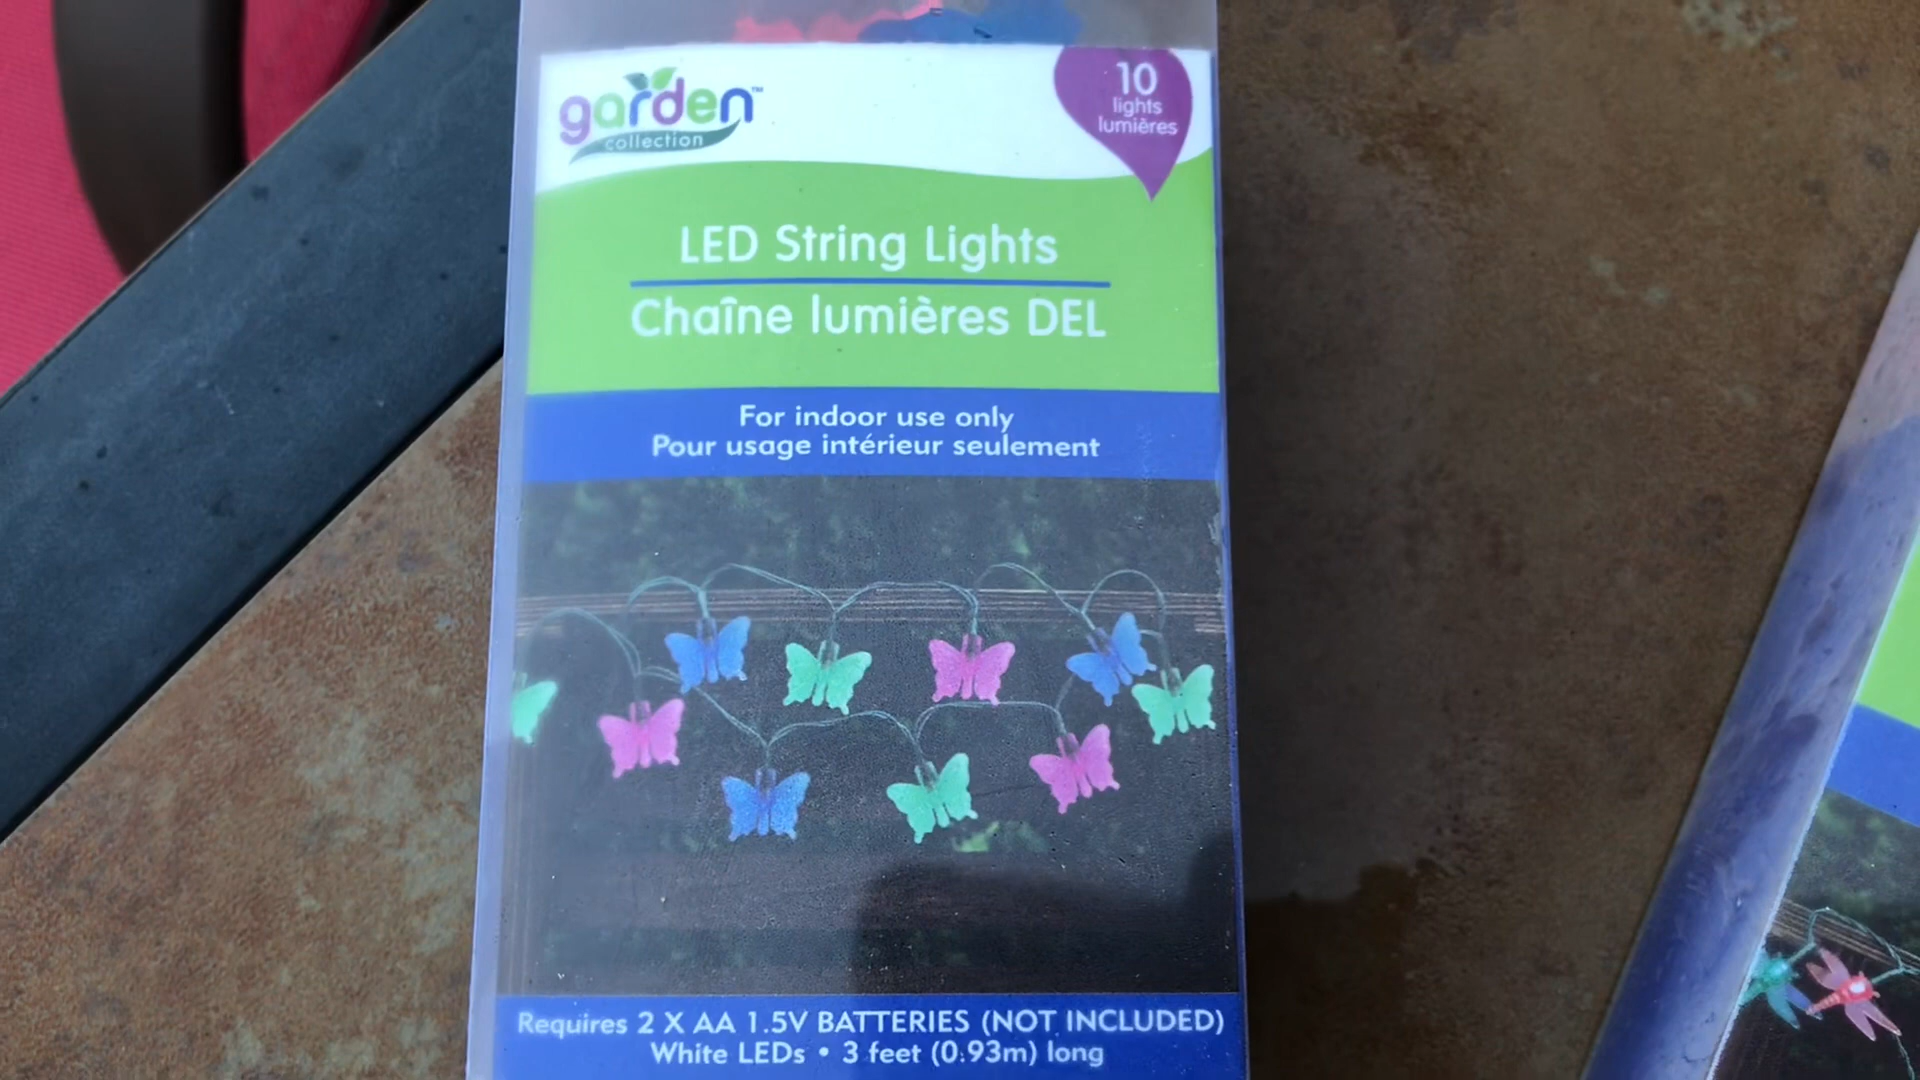 garden™
collection
10
lights
lumières
LED String Lights
Chaîne lumières DEL
For indoor use only
Pour usage intérieur seulement
Requires 2 X AA 1.5V BATTERIES (NOT INCLUDED)
White LEDs • 3 feet (0.93m) long